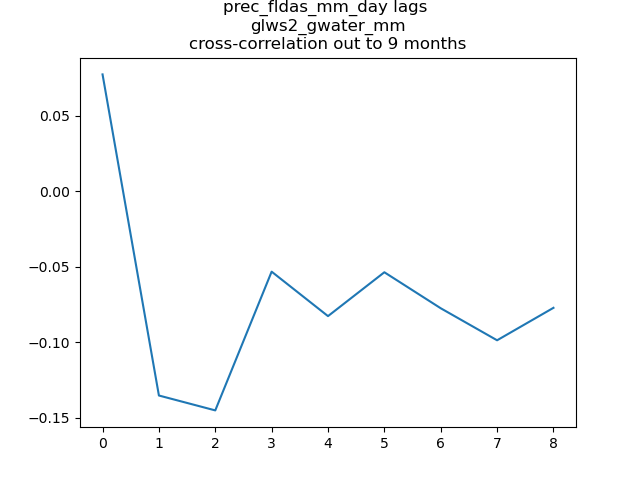 prec_fldas_mm_day lags
glws2_gwater_mm
cross-correlation out to 9 months
0.05
0.00
−0.05
−0.10
−0.15
0 1 2 3 4 5 6 7 8